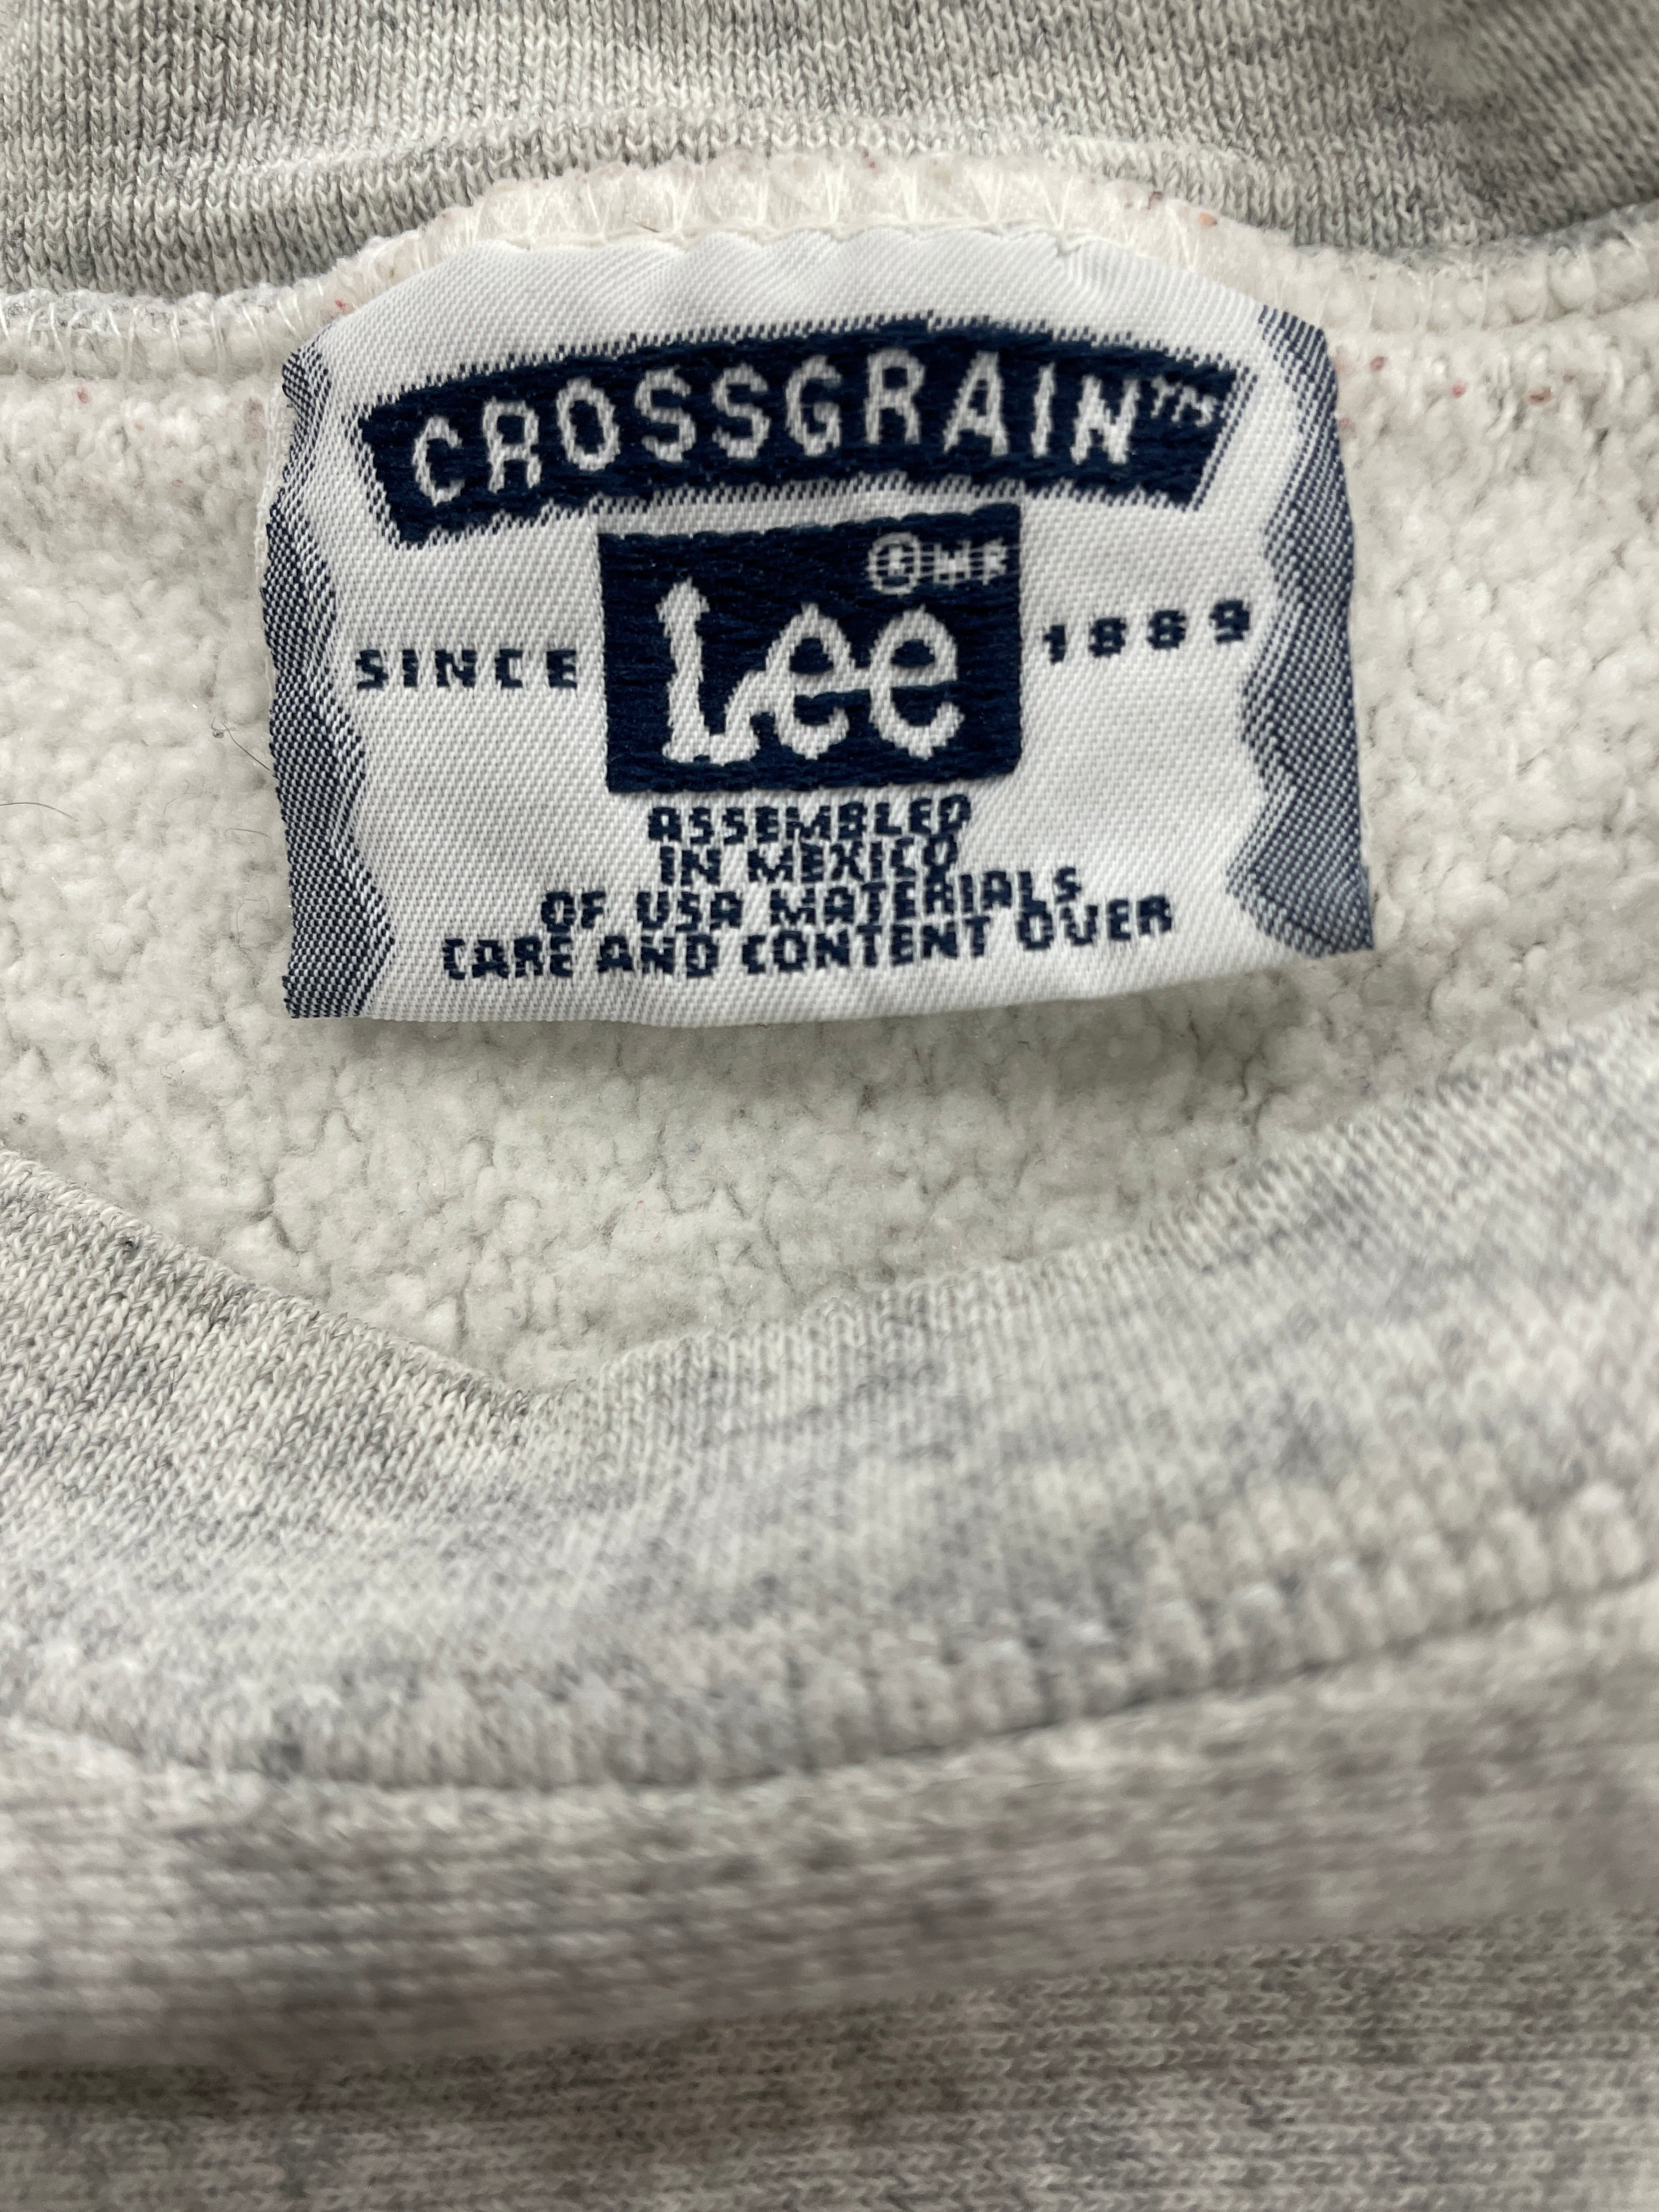 CROSSGRAIN™
® MR
SINCE Lee 1889
ASSEMBLED
IN MEXICO
OF USA MATERIALS
CARE AND CONTENT OVER